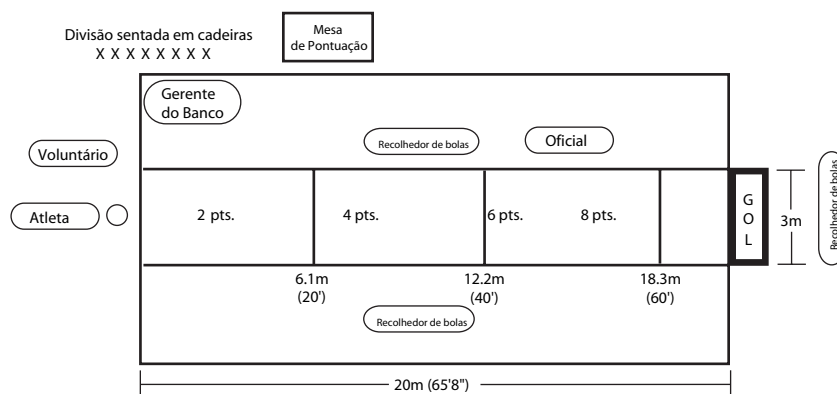 Divisão sentada em cadeiras
X X X X X X X X
Mesa
de Pontuação
Gerente
do Banco
Voluntário
Recolhedor de bolas
Oficial
Atleta
2 pts.
4 pts.
6 pts.
8 pts.
G
O
L
3m
Recolhedor de bolas
6.1m
(20')
12.2m
(40')
18.3m
(60')
Recolhedor de bolas
20m (65'8")